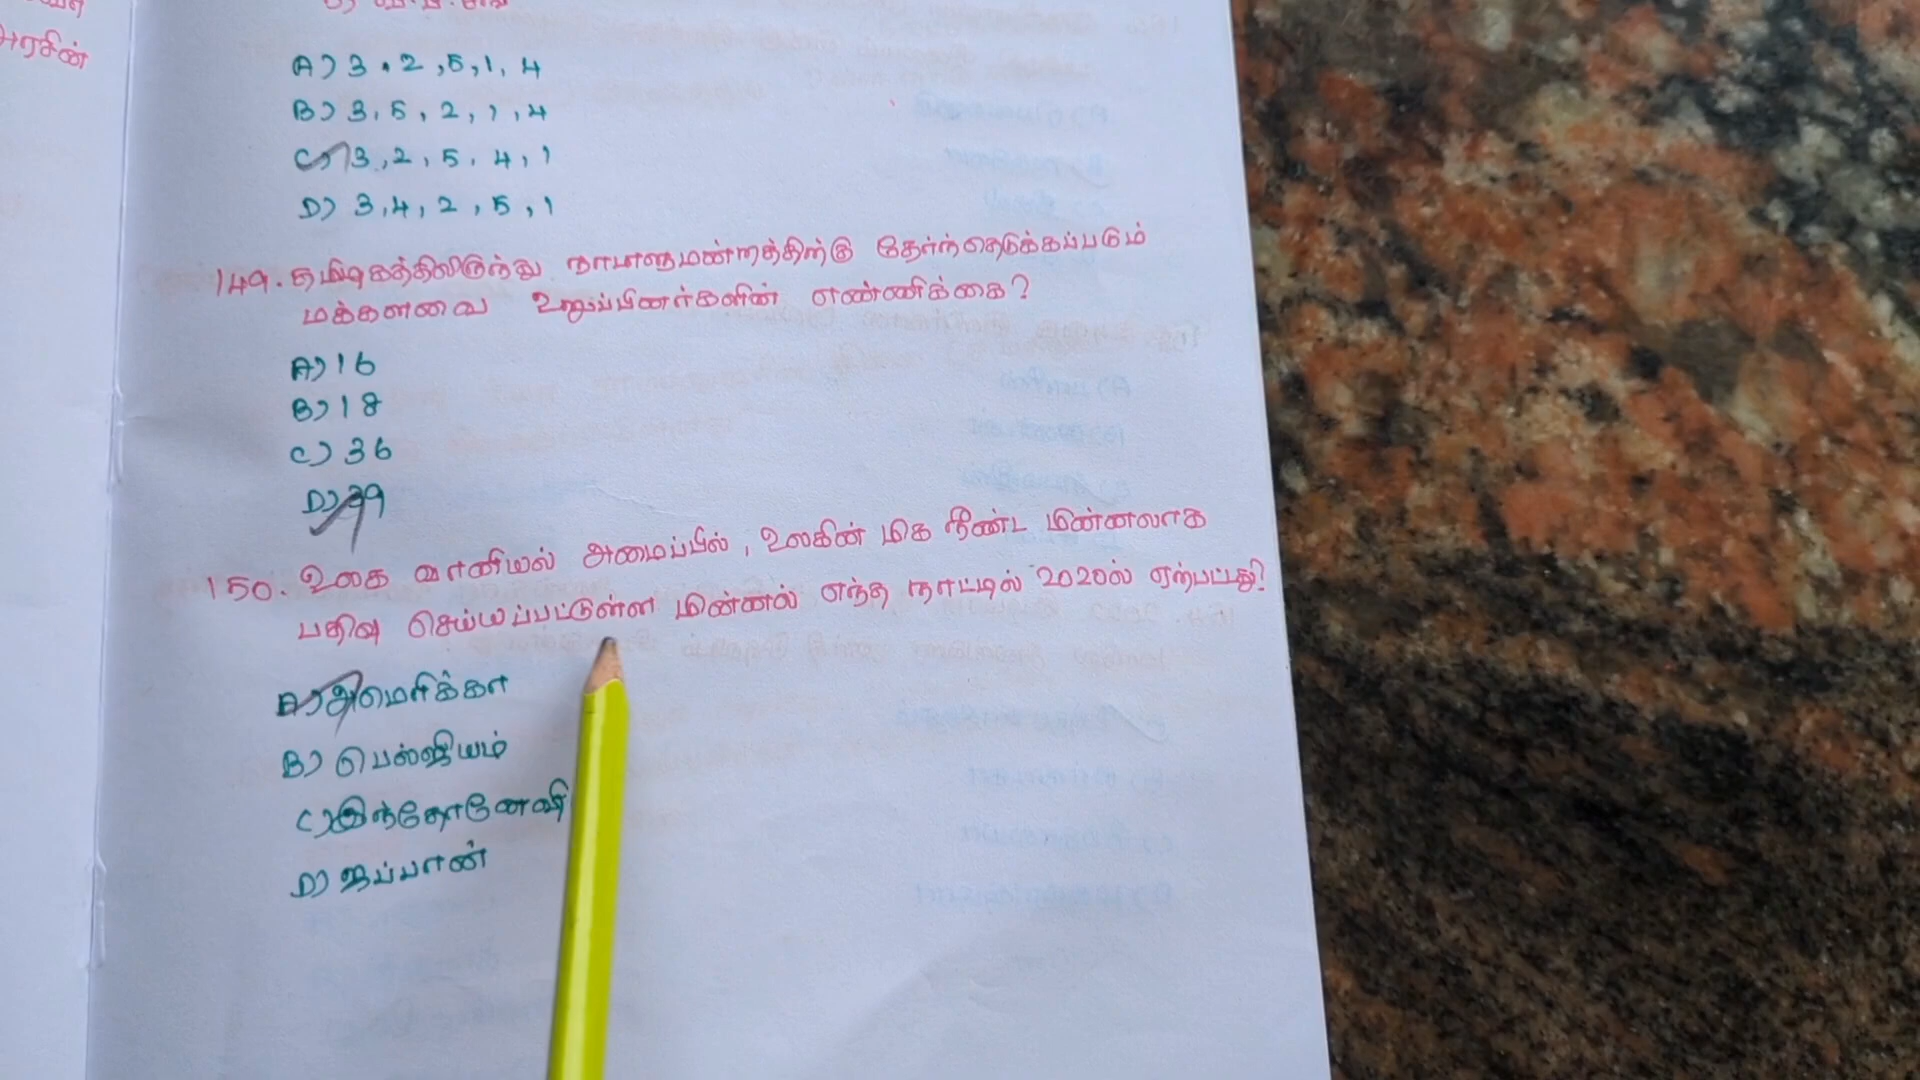 அரசின்
A) 3, 2, 5, 1, 4
B) 3, 5, 2, 1, 4
C) 3, 2, 5, 4, 1
D) 3, 4, 2, 5, 1
149. தமிழகத்திலிருந்து நாடாளுமன்றத்திற்கு தேர்ந்தெடுக்கப்படும்
மக்களவை உறுப்பினர்களின் எண்ணிக்கை?
A) 16
B) 18
C) 36
D) 39
150. உலக வானியல் அமைப்பில், உலகின் மிக நீண்ட மின்னலாக
பதிவு செய்யப்பட்டுள்ள மின்னல் எந்த நாட்டில் 2020ல் ஏற்பட்டது?
A) அமெரிக்கா
B) பெல்ஜியம்
C) இந்தோனேஷி
D) ஜப்பான்